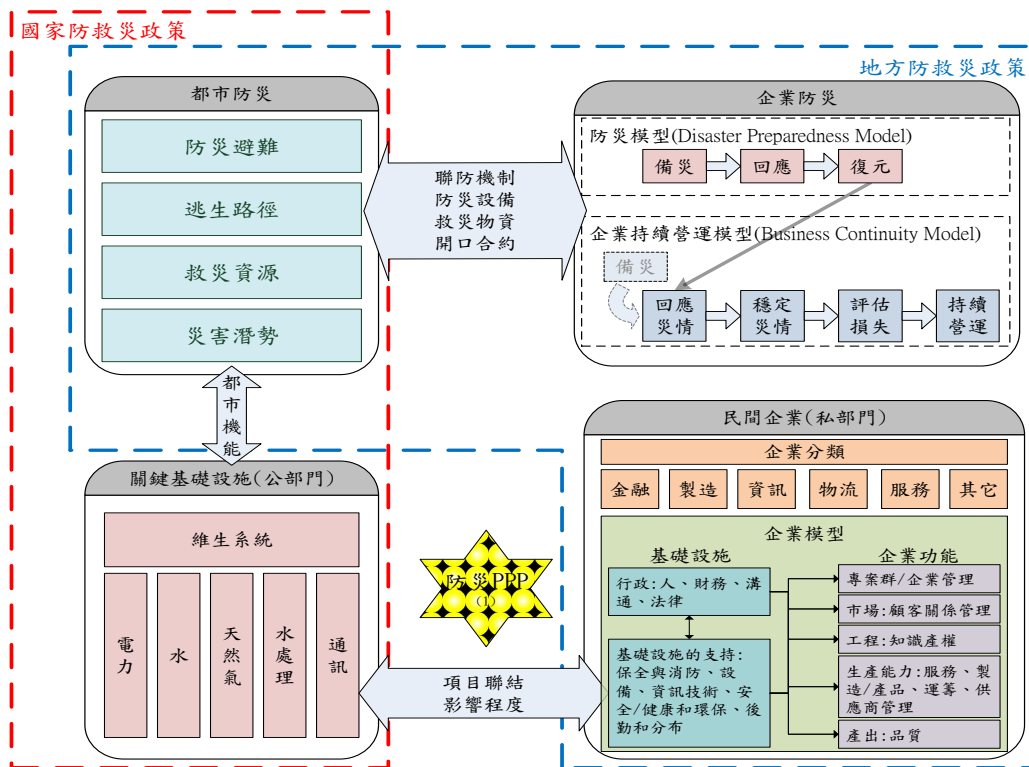 國家防救災政策
地方防救災政策
都市防災
防災避難
逃生路徑
救災資源
災害潛勢
聯防機制
防災設備
救災物資
開口合約
企業防災
防災模型(Disaster Preparedness Model)
備災
回應
復元
企業持續營運模型(Business Continuity Model)
備災
回應
災情
穩定
災情
評估
損失
持續
營運
都
市
機
能
關鍵基礎設施(公部門)
維生系統
電
力
水
天
然
氣
水
處
理
通
訊
防災PPP
(1)
項目聯結
影響程度
民間企業(私部門)
企業分類
金融
製造
資訊
物流
服務
其它
企業模型
基礎設施
行政:人、財務、溝
通、法律
基礎設施的支持:
保全與消防、設
備、資訊技術、安
全/健康和環保、後
勤和分布
企業功能
專案群/企業管理
市場:顧客關係管理
工程:知識產權
生產能力:服務、製
造/產品、運籌、供
應商管理
產出:品質